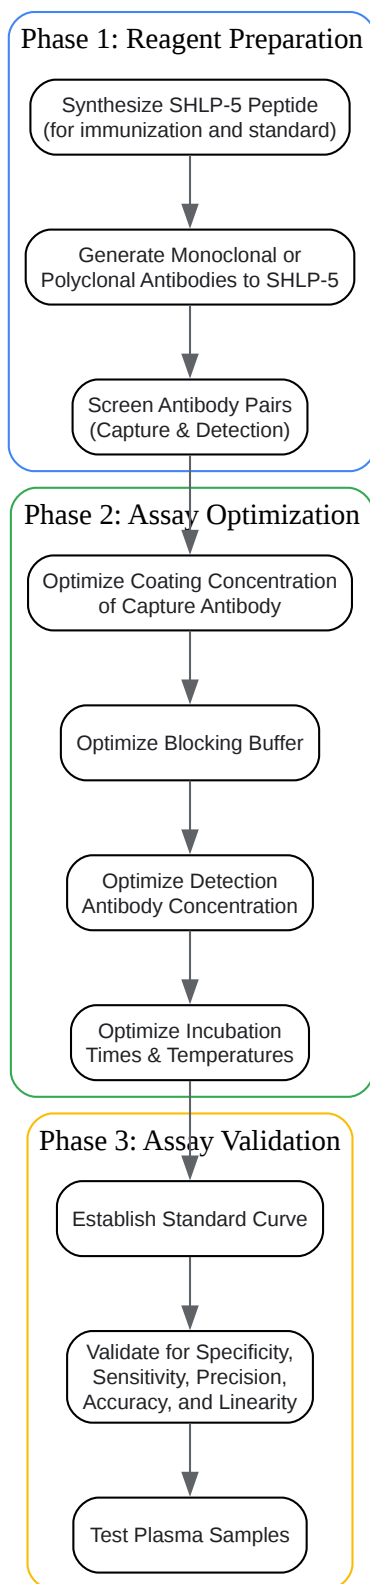 Phase 1: Reagent Preparation
Synthesize SHLP-5 Peptide
(for immunization and standard)
Generate Monoclonal or
Polyclonal Antibodies to SHLP-5
Screen Antibody Pairs
(Capture & Detection)
Phase 2: Assay Optimization
Optimize Coating Concentration
of Capture Antibody
Optimize Blocking Buffer
Optimize Detection
Antibody Concentration
Optimize Incubation
Times & Temperatures
Phase 3: Assay Validation
Establish Standard Curve
Validate for Specificity,
Sensitivity, Precision,
Accuracy, and Linearity
Test Plasma Samples